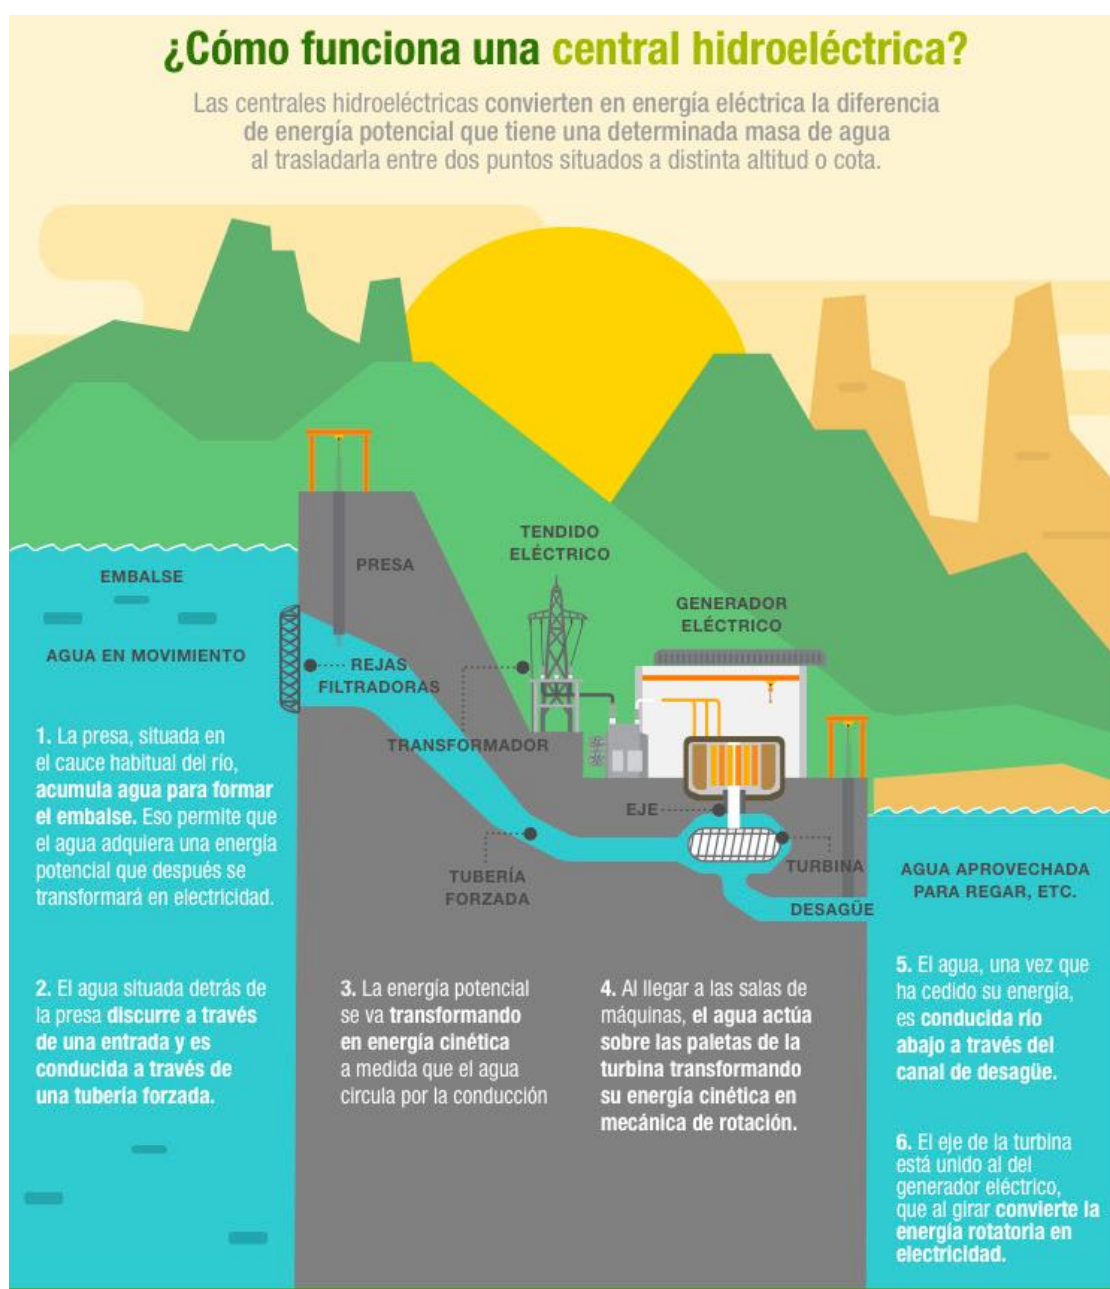 ¿Cómo funciona una central hidroeléctrica?
Las centrales hidroeléctricas convierten en energía eléctrica la diferencia
de energía potencial que tiene una determinada masa de agua
al trasladarla entre dos puntos situados a distinta altitud o cota.
TENDIDO
ELÉCTRICO
PRESA
EMBALSE
GENERADOR
ELÉCTRICO
AGUA EN MOVIMIENTO
REJAS
FILTRADORAS
TRANSFORMADOR
EJE
TURBINA
TUBERÍA
FORZADA
DESAGÜE
AGUA APROVECHADA
PARA REGAR, ETC.
1. La presa, situada en
el cauce habitual del río,
acumula agua para formar
el embalse. Eso permite que
el agua adquiera una energía
potencial que después se
transformará en electricidad.
2. El agua situada detrás de
la presa discurre a través
de una entrada y es
conducida a través de
una tubería forzada.
3. La energía potencial
se va transformando
en energía cinética
a medida que el agua
circula por la conducción
4. Al llegar a las salas de
máquinas, el agua actúa
sobre las paletas de la
turbina transformando
su energía cinética en
mecánica de rotación.
5. El agua, una vez que
ha cedido su energía,
es conducida río
abajo a través del
canal de desagüe.
6. El eje de la turbina
está unido al del
generador eléctrico,
que al girar convierte la
energía rotatoria en
electricidad.